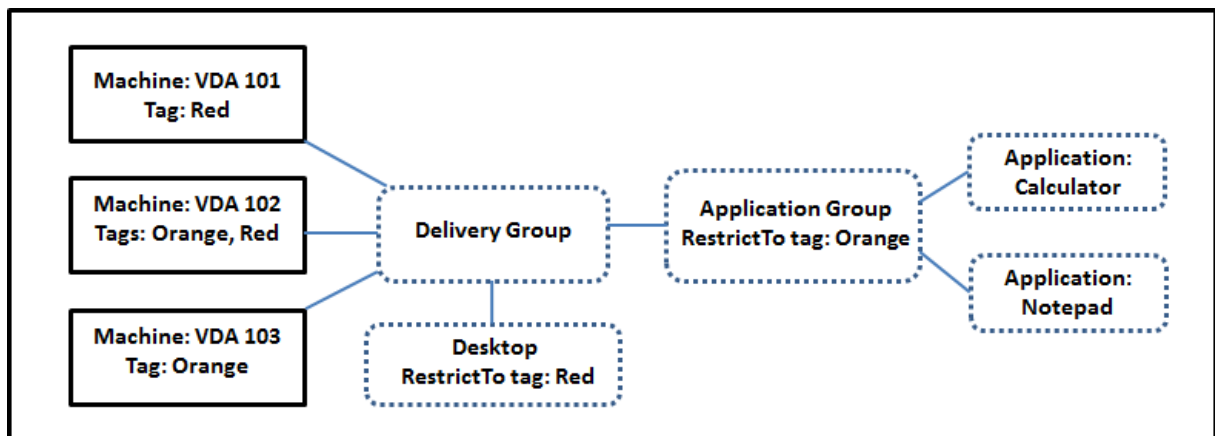 Machine: VDA 101
Tag: Red
Machine: VDA 102
Tags: Orange, Red
Machine: VDA 103
Tag: Orange
Delivery Group
Desktop
RestrictTo tag: Red
Application Group
RestrictTo tag: Orange
Application:
Calculator
Application:
Notepad